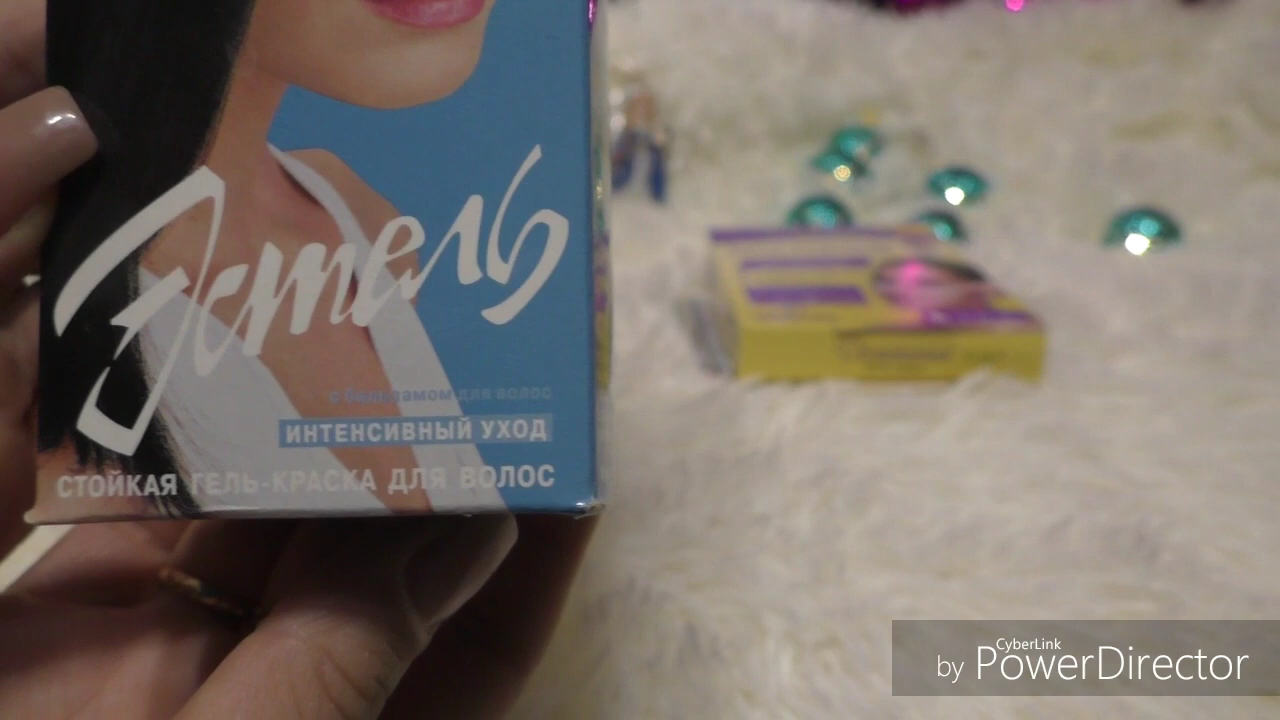 Эстель
с бальзамом для волос
ИНТЕНСИВНЫЙ УХОД
СТОЙКАЯ ГЕЛЬ-КРАСКА ДЛЯ ВОЛОС
CyberLink
by PowerDirector